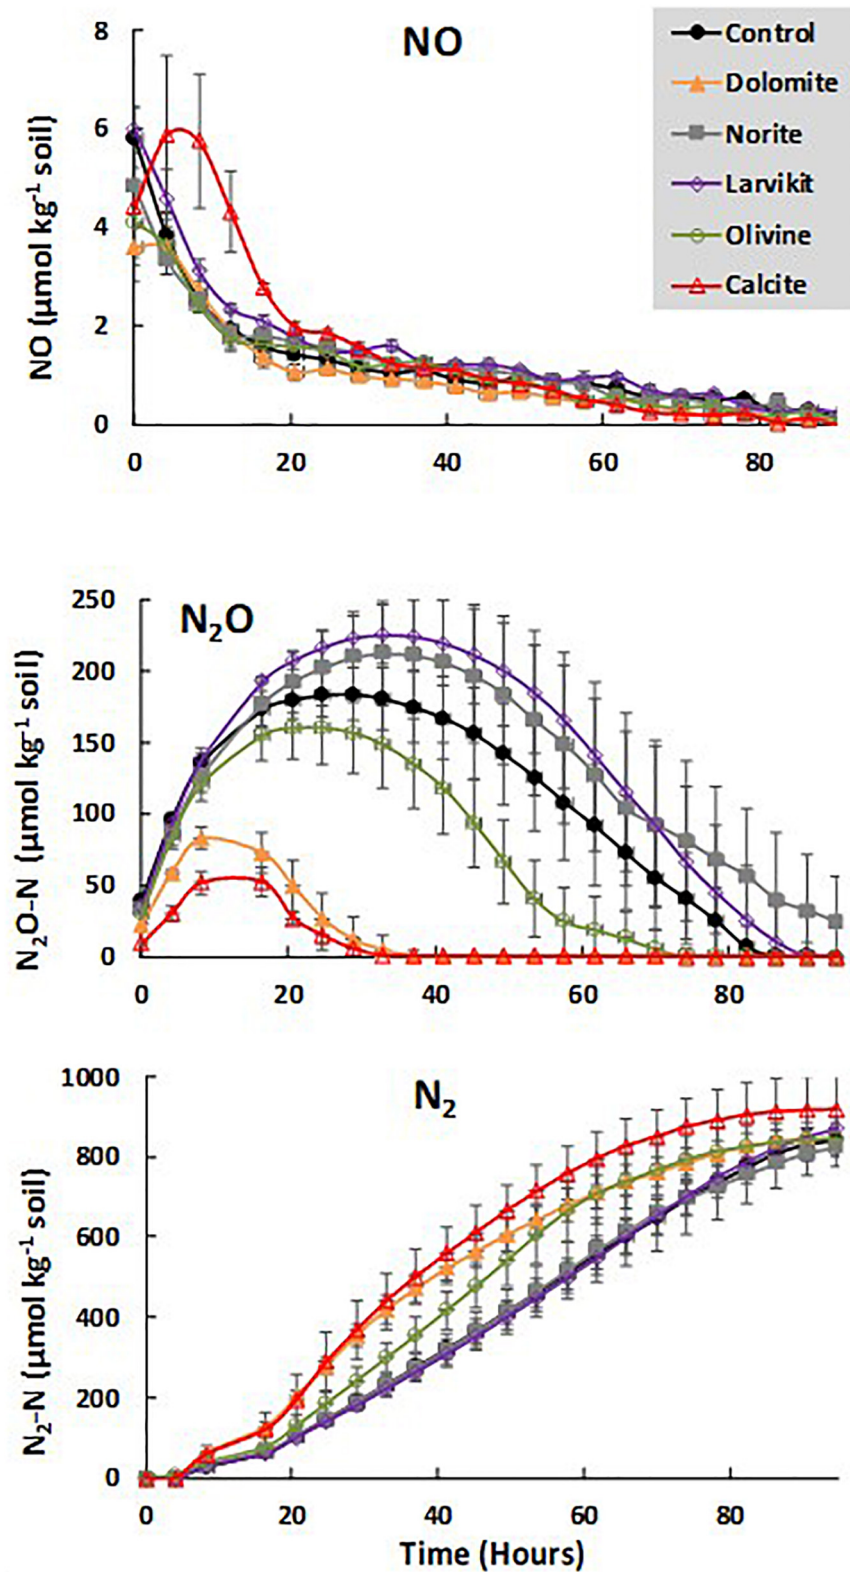 NO
Control
Dolomite
Norite
Larvikit
Olivine
Calcite
NO (µmol kg⁻¹ soil)
8
6
4
2
0
0 20 40 60 80
N₂O
N₂O-N (µmol kg⁻¹ soil)
250
200
150
100
50
0
0 20 40 60 80
N₂
N₂-N (µmol kg⁻¹ soil)
1000
800
600
400
200
0
0 20 40 60 80
Time (Hours)